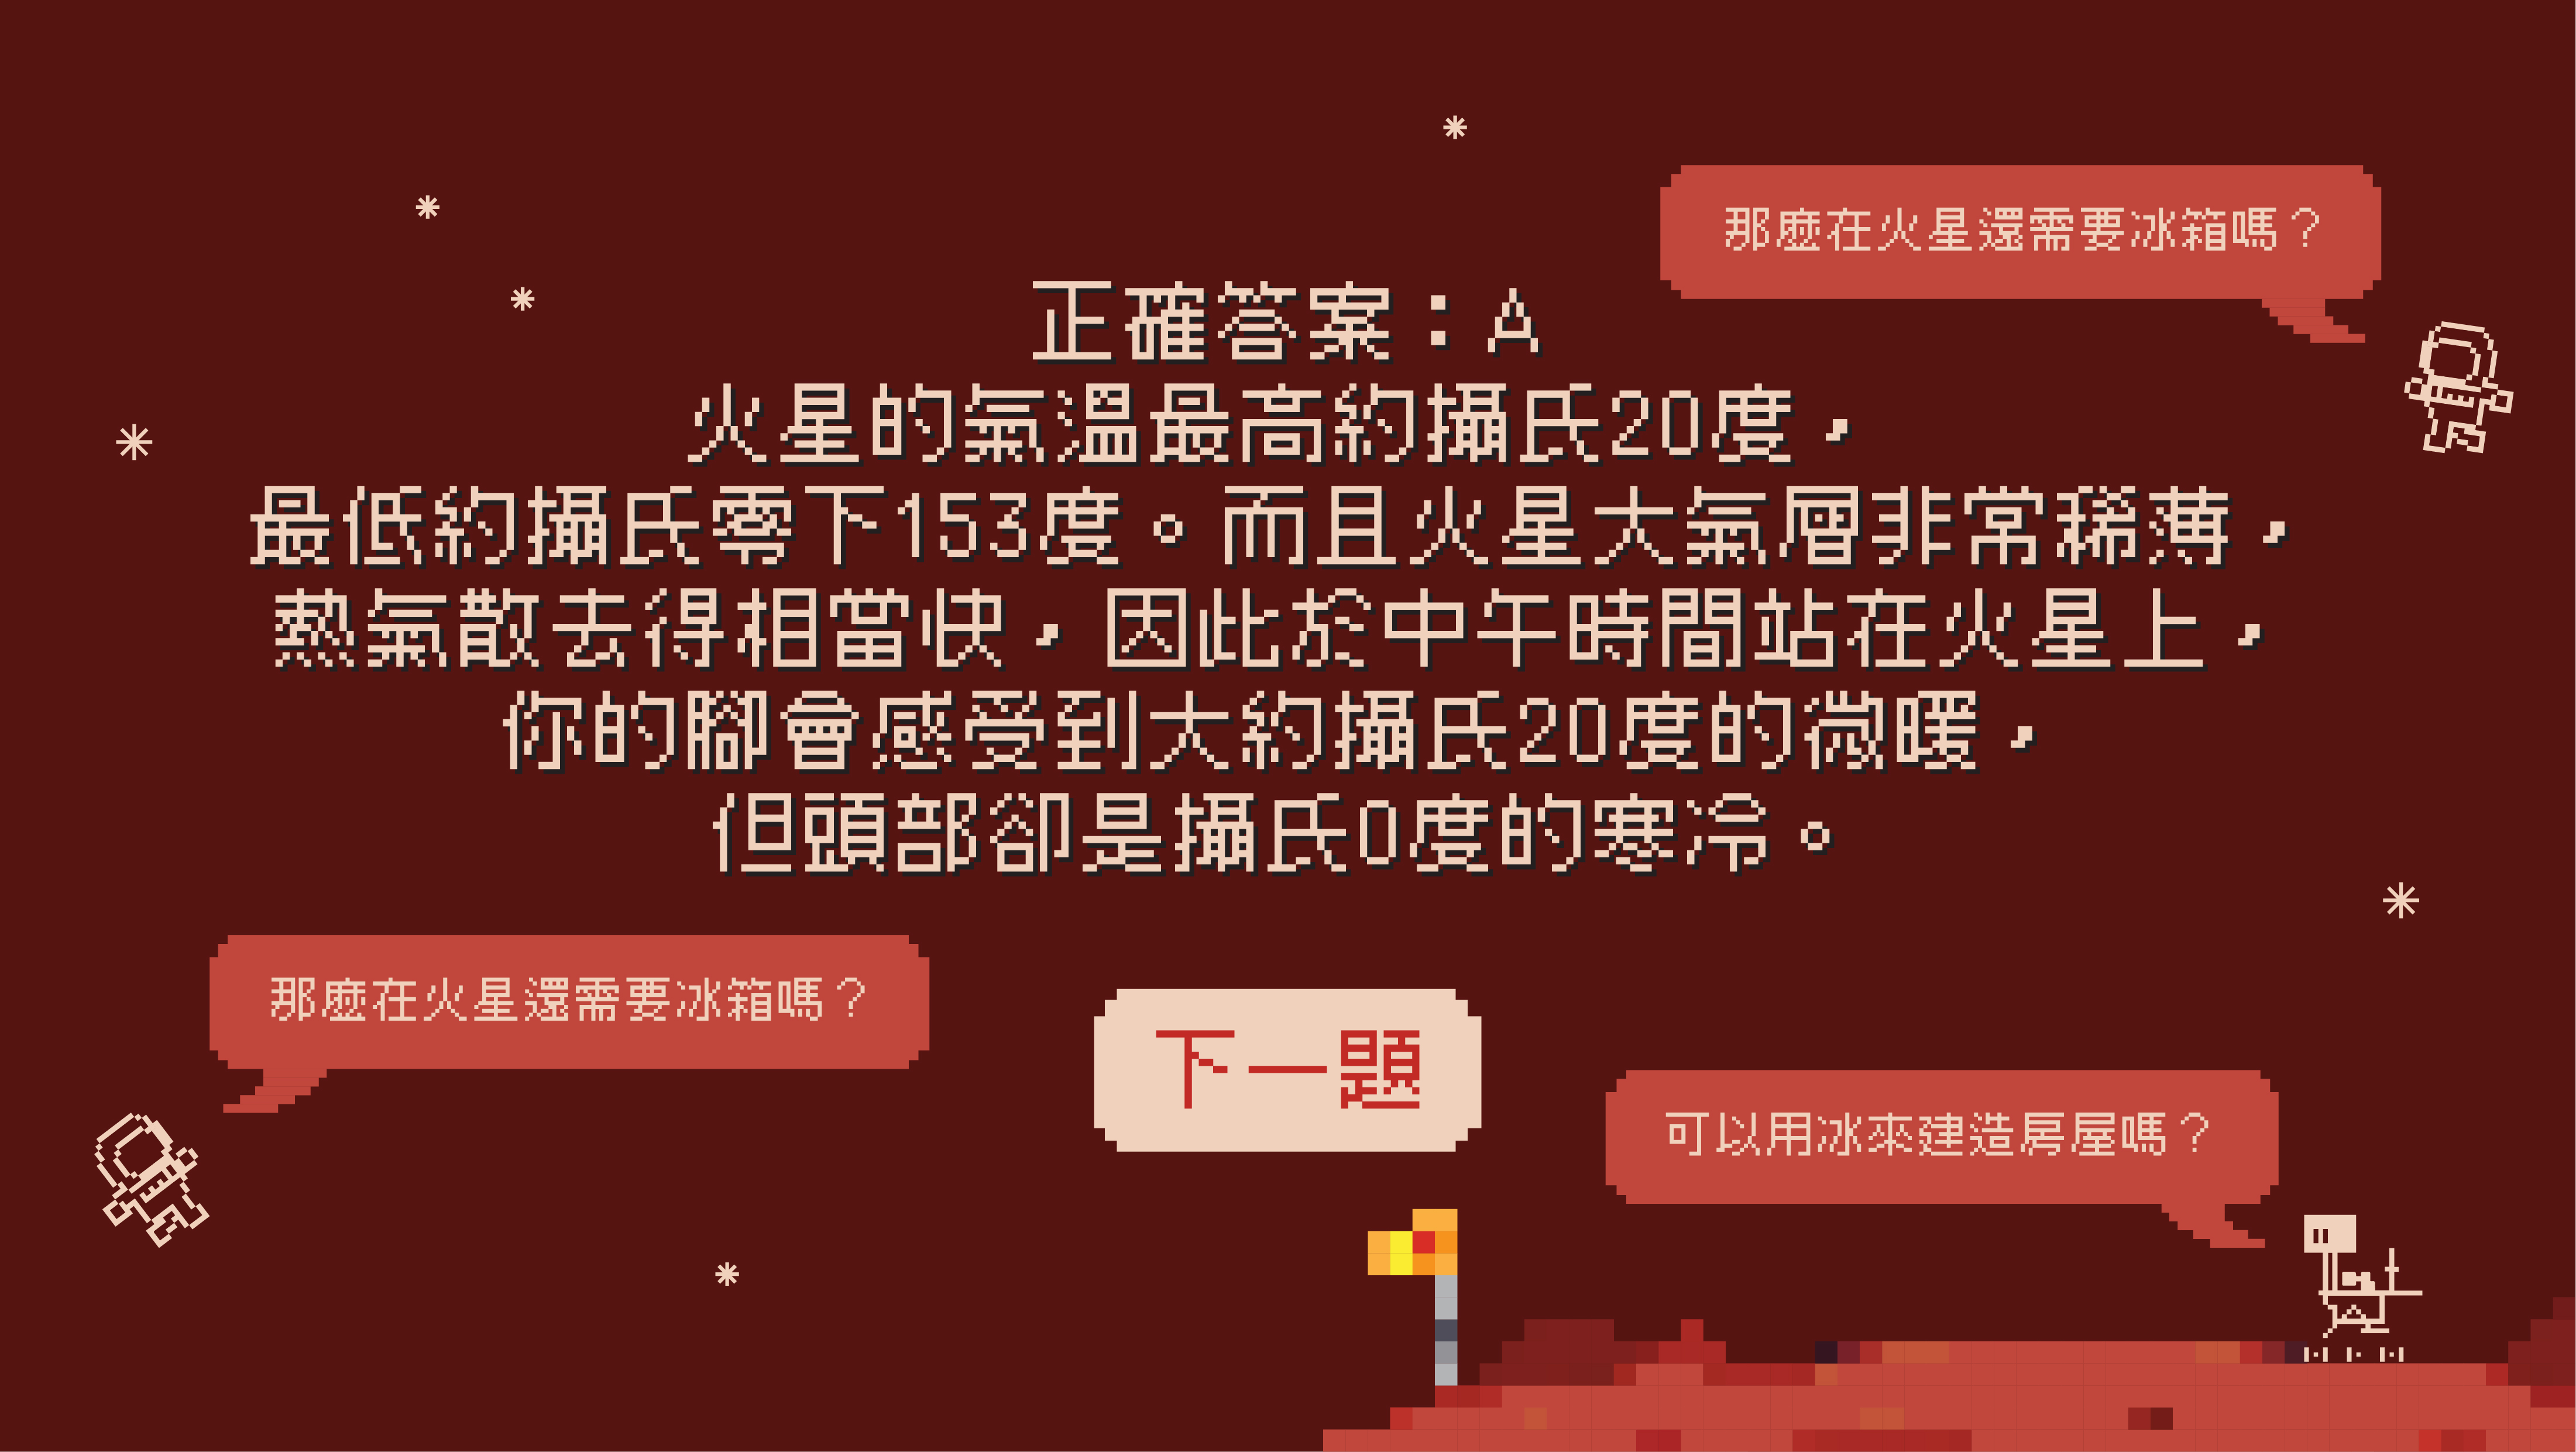 那麼在火星還需要冰箱嗎？
正確答案：A
火星的氣溫最高約攝氏20度，
最低約攝氏零下153度。而且火星大氣層非常稀薄，
熱氣散去得相當快，因此於中午時間站在火星上，
你的腳會感受到大約攝氏20度的微暖，
但頭部卻是攝氏0度的寒冷。
那麼在火星還需要冰箱嗎？
下一題
可以用冰來建造房屋嗎？